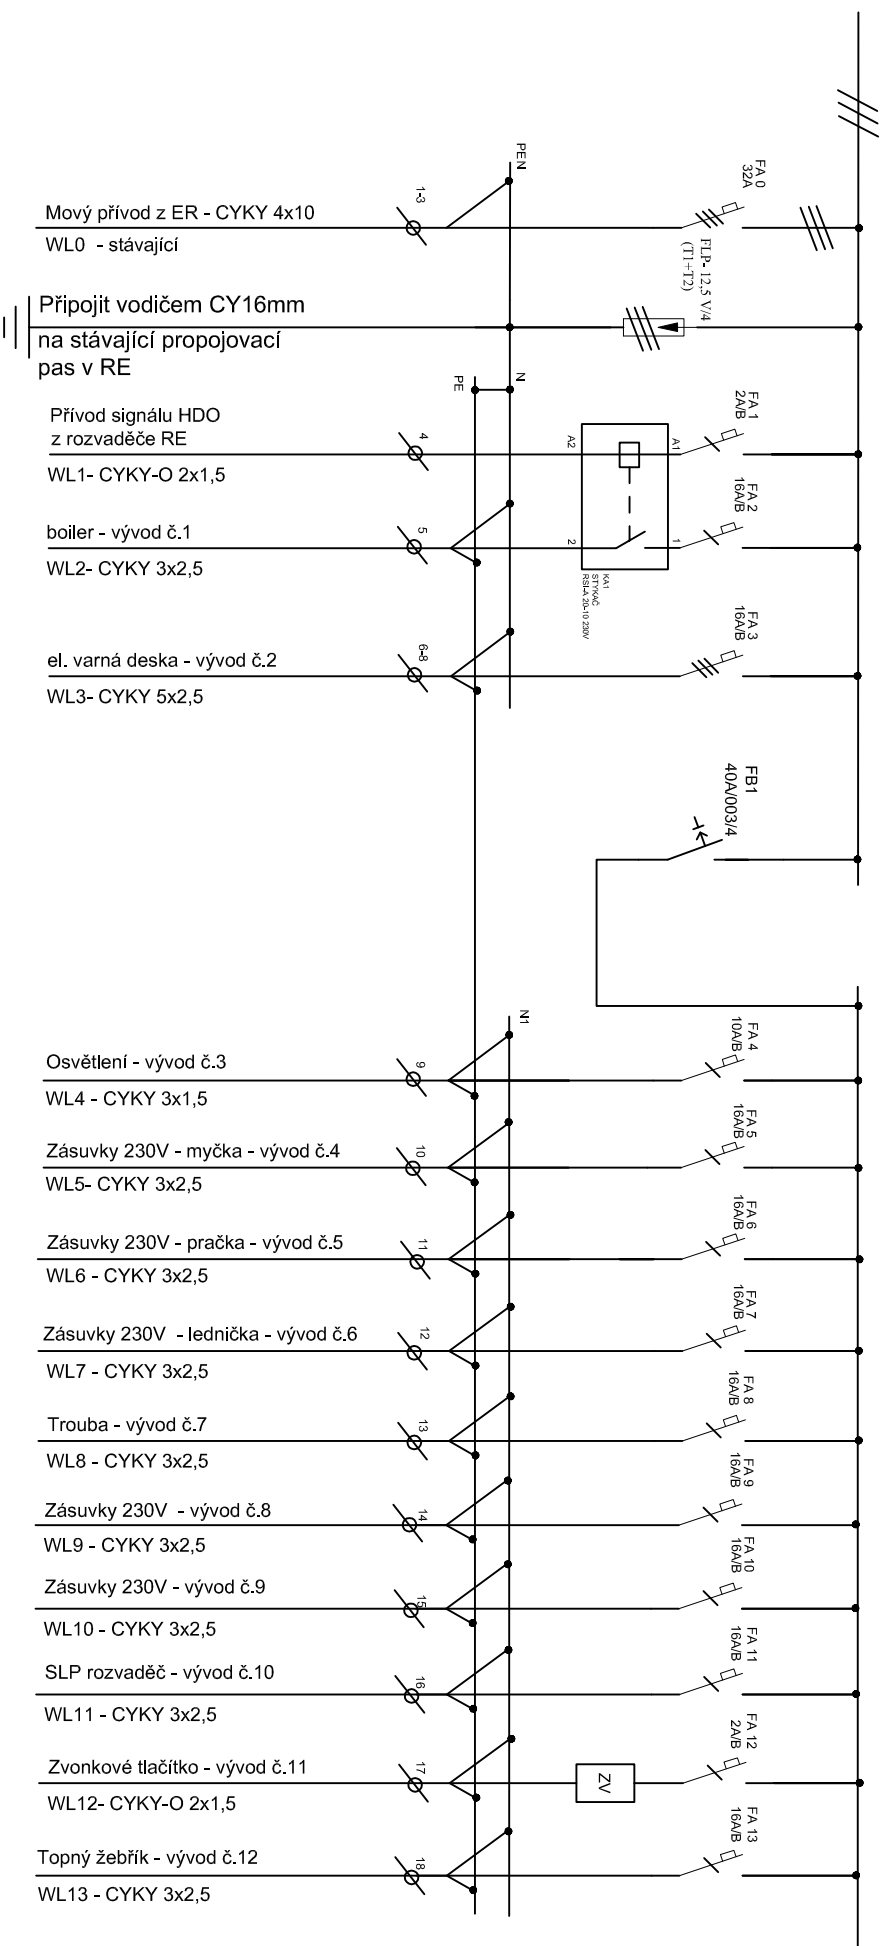 FA 0
32A
PEN
1-3
Mový přívod z ER - CYKY 4x10
WL0 - stávající
FLP- 12,5 V/4
(T1+T2)
Připojit vodičem CY16mm
na stávající propojovací
pas v RE
N
PE
Přívod signálu HDO
z rozvaděče RE
WL1- CYKY-O 2x1,5
4
A2
A1
FA 1
2A/B
boiler - vývod č.1
WL2- CYKY 3x2,5
5
2
1
FA 2
16A/B
KA1
STYKAČ
RSI-A 20-10 230V
el. varná deska - vývod č.2
WL3- CYKY 5x2,5
6-8
FA 3
16A/B
FB1
40A/003/4
N1
Osvětlení - vývod č.3
WL4 - CYKY 3x1,5
9
FA 4
10A/B
Zásuvky 230V - myčka - vývod č.4
WL5- CYKY 3x2,5
10
FA 5
16A/B
Zásuvky 230V - pračka - vývod č.5
WL6 - CYKY 3x2,5
11
FA 6
16A/B
Zásuvky 230V - lednička - vývod č.6
WL7 - CYKY 3x2,5
12
FA 7
16A/B
Trouba - vývod č.7
WL8 - CYKY 3x2,5
13
FA 8
16A/B
Zásuvky 230V - vývod č.8
WL9 - CYKY 3x2,5
14
FA 9
16A/B
Zásuvky 230V - vývod č.9
WL10 - CYKY 3x2,5
15
FA 10
16A/B
SLP rozvaděč - vývod č.10
WL11 - CYKY 3x2,5
16
FA 11
16A/B
Zvonkové tlačítko - vývod č.11
WL12- CYKY-O 2x1,5
17
ZV
FA 12
2A/B
Topný žebřík - vývod č.12
WL13 - CYKY 3x2,5
18
FA 13
16A/B